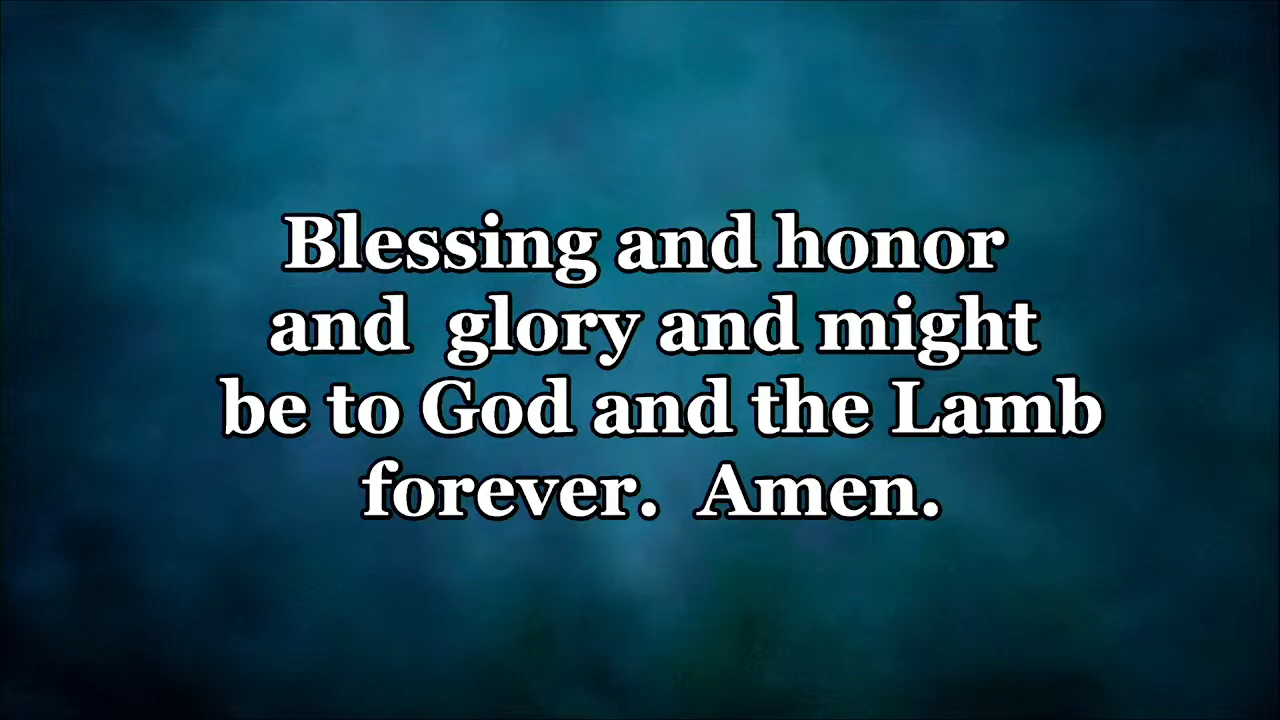 Blessing and honor
and  glory and might
be to God and the Lamb
forever.  Amen.